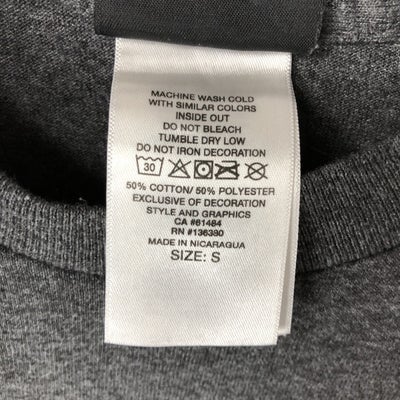 MACHINE WASH COLD
WITH SIMILAR COLORS
INSIDE OUT
DO NOT BLEACH
TUMBLE DRY LOW
DO NOT IRON DECORATION
30
50% COTTON/ 50% POLYESTER
EXCLUSIVE OF DECORATION
STYLE AND GRAPHICS
CA #61484
RN #136380
MADE IN NICARAGUA
SIZE: S